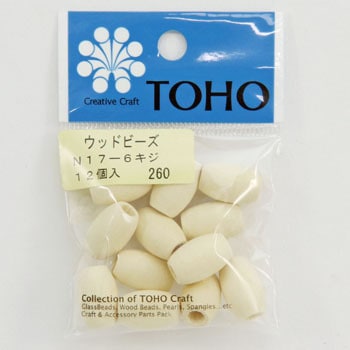 Creative Craft
TOHO
ウッドビーズ
N17-6キジ
12個入 260
Collection of TOHO Craft
GlassBeads, Wood Beads, Pearls, Spangles...etc
Craft & Accessory Parts Pack